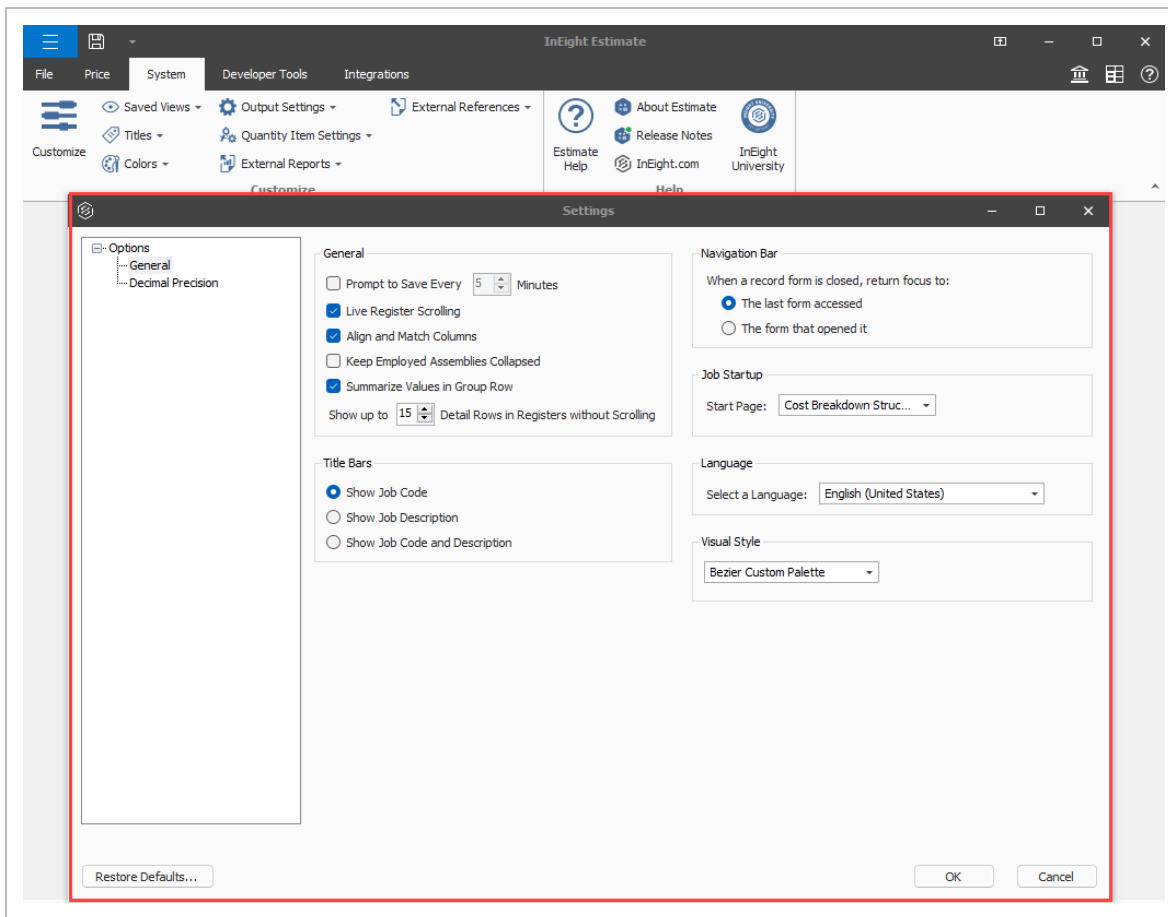 InEight Estimate
File Price System Developer Tools Integrations
Customize
Saved Views
Titles
Colors
Output Settings
Quantity Item Settings
External Reports
External References
Customize
Estimate
Help
About Estimate
Release Notes
InEight.com
InEight
University
Help
Settings
Options
General
Decimal Precision
General
Prompt to Save Every 5 Minutes
Live Register Scrolling
Align and Match Columns
Keep Employed Assemblies Collapsed
Summarize Values in Group Row
Show up to 15 Detail Rows in Registers without Scrolling
Title Bars
Show Job Code
Show Job Description
Show Job Code and Description
Navigation Bar
When a record form is closed, return focus to:
The last form accessed
The form that opened it
Job Startup
Start Page: Cost Breakdown Struc...
Language
Select a Language: English (United States)
Visual Style
Bezier Custom Palette
Restore Defaults...
OK
Cancel